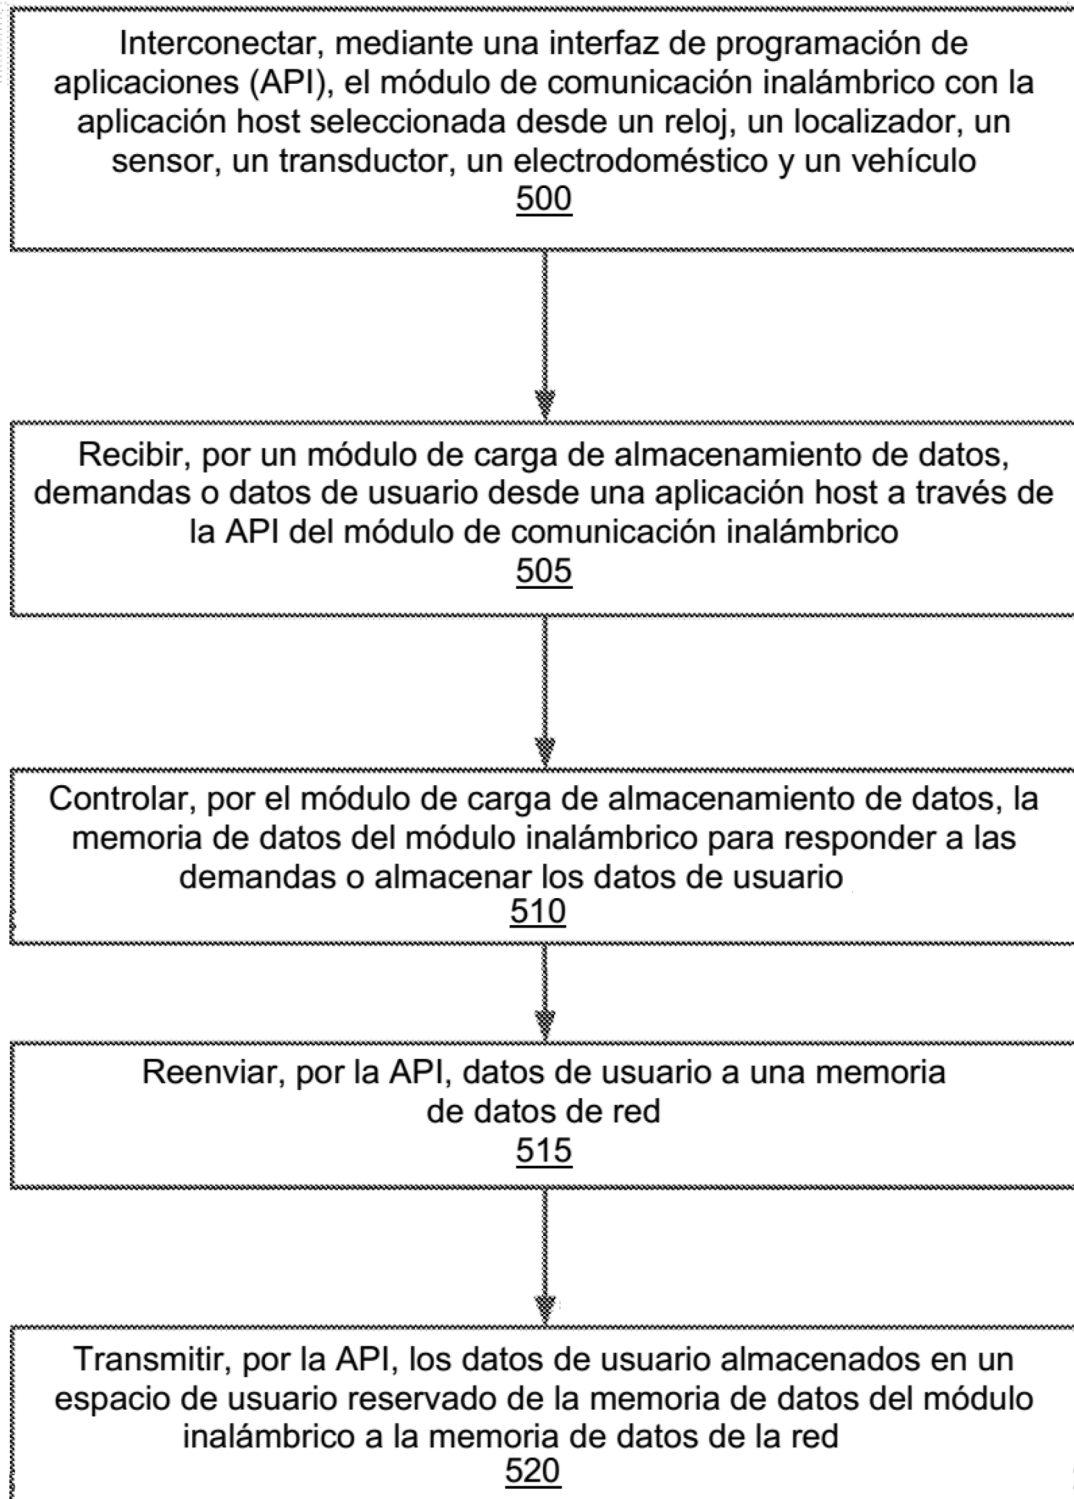 Interconectar, mediante una interfaz de programación de
aplicaciones (API), el módulo de comunicación inalámbrico con la
aplicación host seleccionada desde un reloj, un localizador, un
sensor, un transductor, un electrodoméstico y un vehículo
500
Recibir, por un módulo de carga de almacenamiento de datos,
demandas o datos de usuario desde una aplicación host a través de
la API del módulo de comunicación inalámbrico
505
Controlar, por el módulo de carga de almacenamiento de datos, la
memoria de datos del módulo inalámbrico para responder a las
demandas o almacenar los datos de usuario
510
Reenviar, por la API, datos de usuario a una memoria
de datos de red
515
Transmitir, por la API, los datos de usuario almacenados en un
espacio de usuario reservado de la memoria de datos del módulo
inalámbrico a la memoria de datos de la red
520